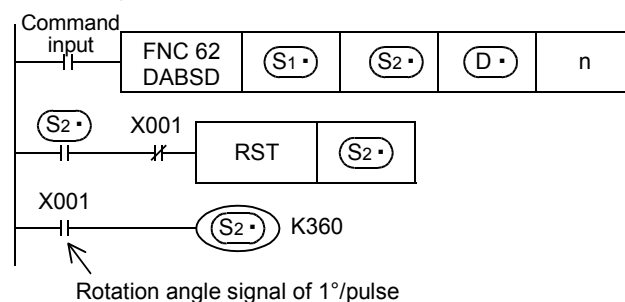 Command
input
FNC 62
DABSD
S1・
S2・
D・
n
S2・
X001
RST
S2・
X001
S2・
K360
Rotation angle signal of 1°/pulse